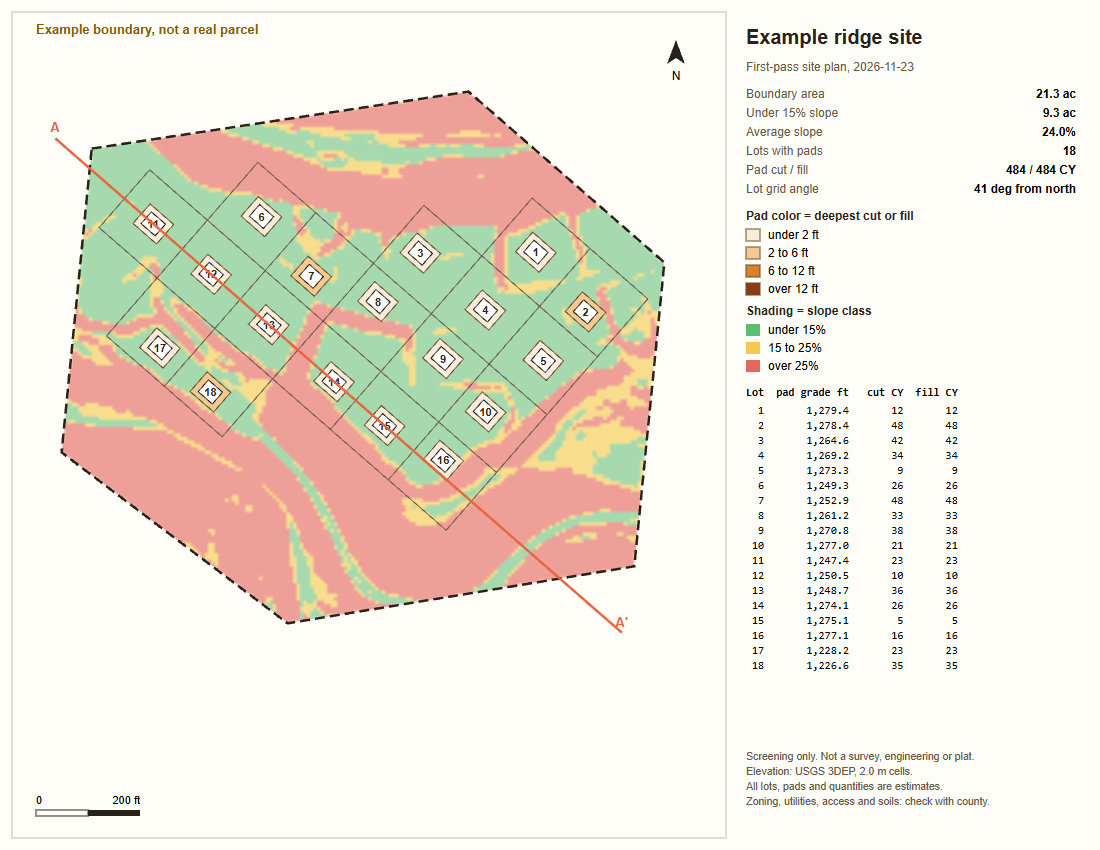 Example boundary, not a real parcel
N
A
11
6
3
1
12
7
8
4
2
13
17
9
5
14
18
10
15
16
A'
0 200 ft
Example ridge site
First-pass site plan, 2026-11-23
Boundary area 21.3 ac
Under 15% slope 9.3 ac
Average slope 24.0%
Lots with pads 18
Pad cut / fill 484 / 484 CY
Lot grid angle 41 deg from north
Pad color = deepest cut or fill
under 2 ft
2 to 6 ft
6 to 12 ft
over 12 ft
Shading = slope class
under 15%
15 to 25%
over 25%
Lot pad grade ft cut CY fill CY
1 1,279.4 12 12
2 1,278.4 48 48
3 1,264.6 42 42
4 1,269.2 34 34
5 1,273.3 9 9
6 1,249.3 26 26
7 1,252.9 48 48
8 1,261.2 33 33
9 1,270.8 38 38
10 1,277.0 21 21
11 1,247.4 23 23
12 1,250.5 10 10
13 1,248.7 36 36
14 1,274.1 26 26
15 1,275.1 5 5
16 1,277.1 16 16
17 1,228.2 23 23
18 1,226.6 35 35
Screening only. Not a survey, engineering or plat.
Elevation: USGS 3DEP, 2.0 m cells.
All lots, pads and quantities are estimates.
Zoning, utilities, access and soils: check with county.